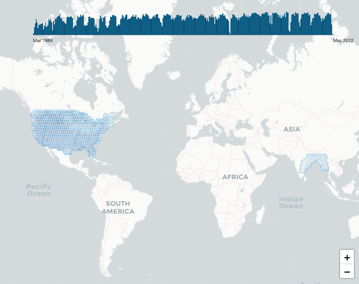 Mar 1984
May 2012
ASIA
Pacific
Ocean
AFRICA
Indian
Ocean
SOUTH
AMERICA
+
−